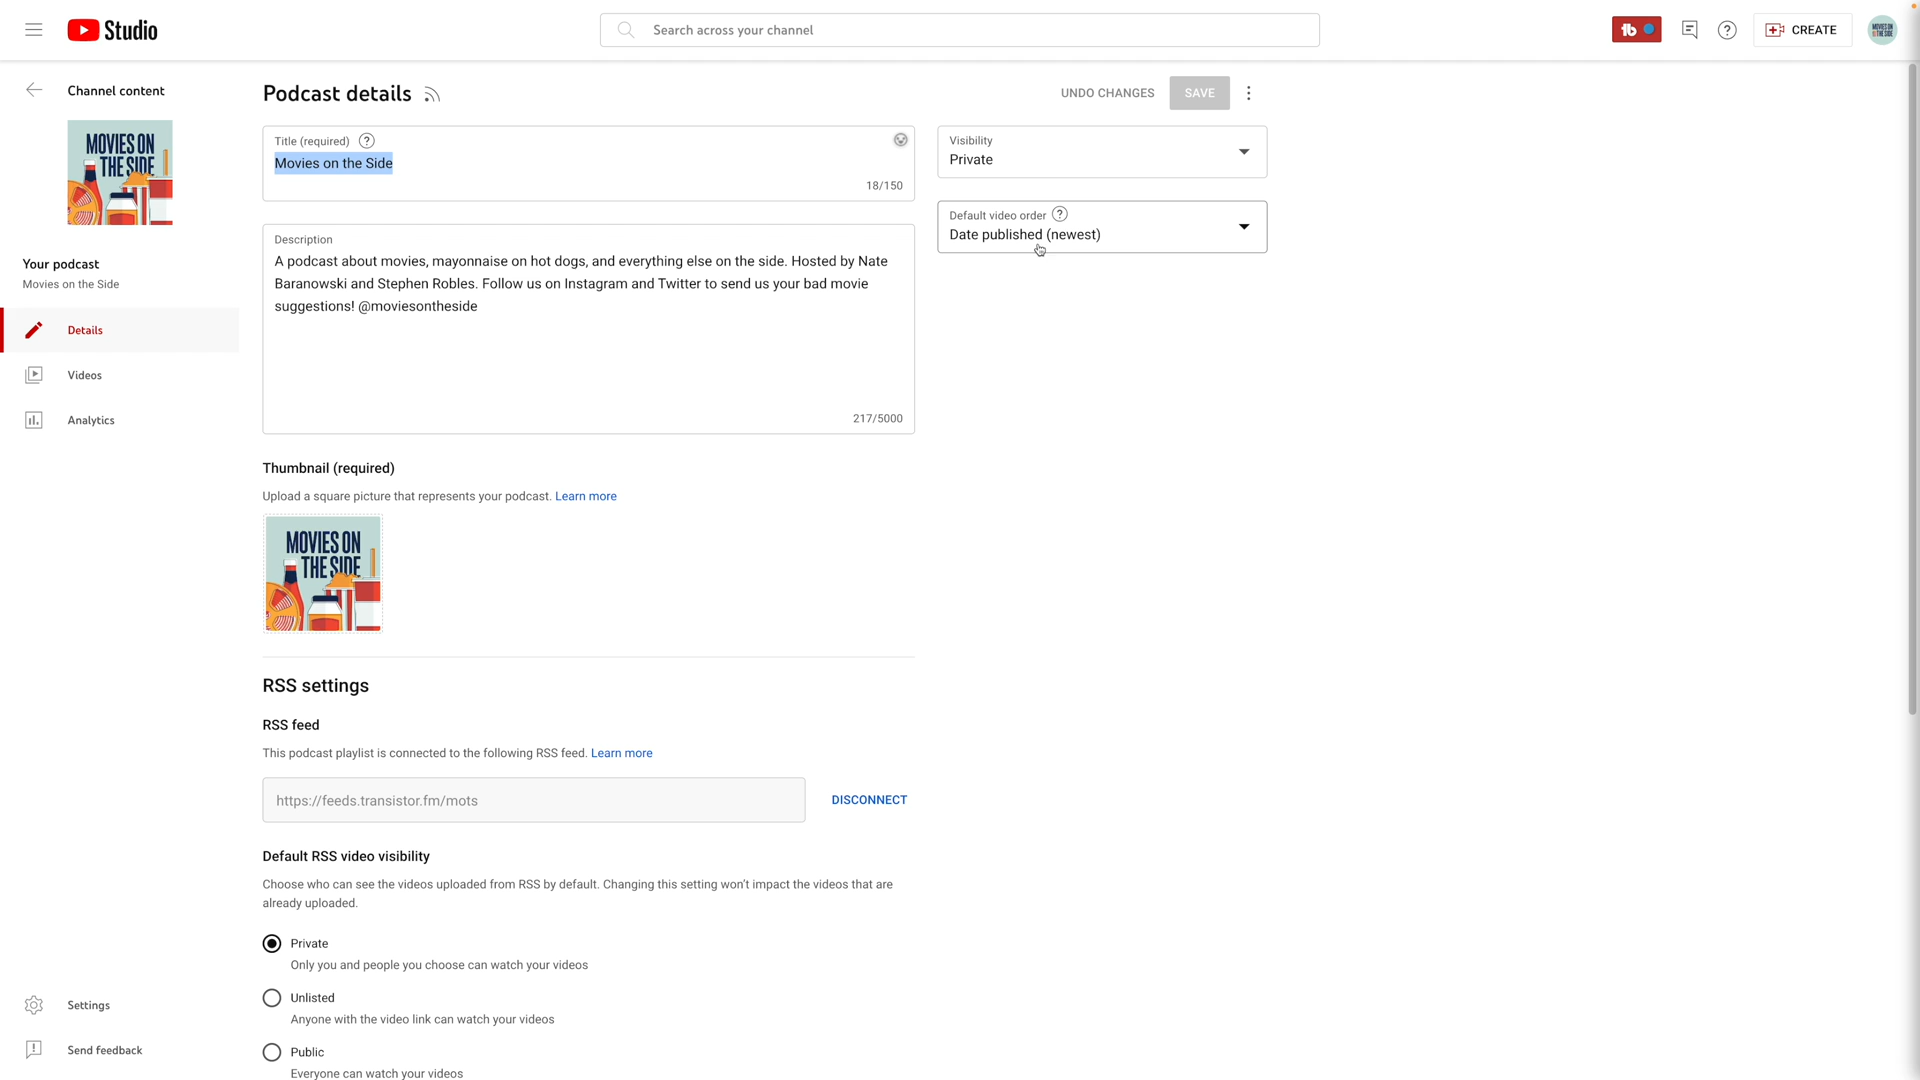 Studio
Search across your channel
CREATE
Channel content
MOVIES ON
THE SIDE
Your podcast
Movies on the Side
Details
Videos
Analytics
Settings
Send feedback
Podcast details
UNDO CHANGES
SAVE
Title (required)
Movies on the Side
18/150
Description
A podcast about movies, mayonnaise on hot dogs, and everything else on the side. Hosted by Nate
Baranowski and Stephen Robles. Follow us on Instagram and Twitter to send us your bad movie
suggestions! @moviesontheside
217/5000
Visibility
Private
Default video order
Date published (newest)
Thumbnail (required)
Upload a square picture that represents your podcast. Learn more
MOVIES ON
THE SIDE
RSS settings
RSS feed
This podcast playlist is connected to the following RSS feed. Learn more
https://feeds.transistor.fm/mots
DISCONNECT
Default RSS video visibility
Choose who can see the videos uploaded from RSS by default. Changing this setting won't impact the videos that are
already uploaded.
Private
Only you and people you choose can watch your videos
Unlisted
Anyone with the video link can watch your videos
Public
Everyone can watch your videos